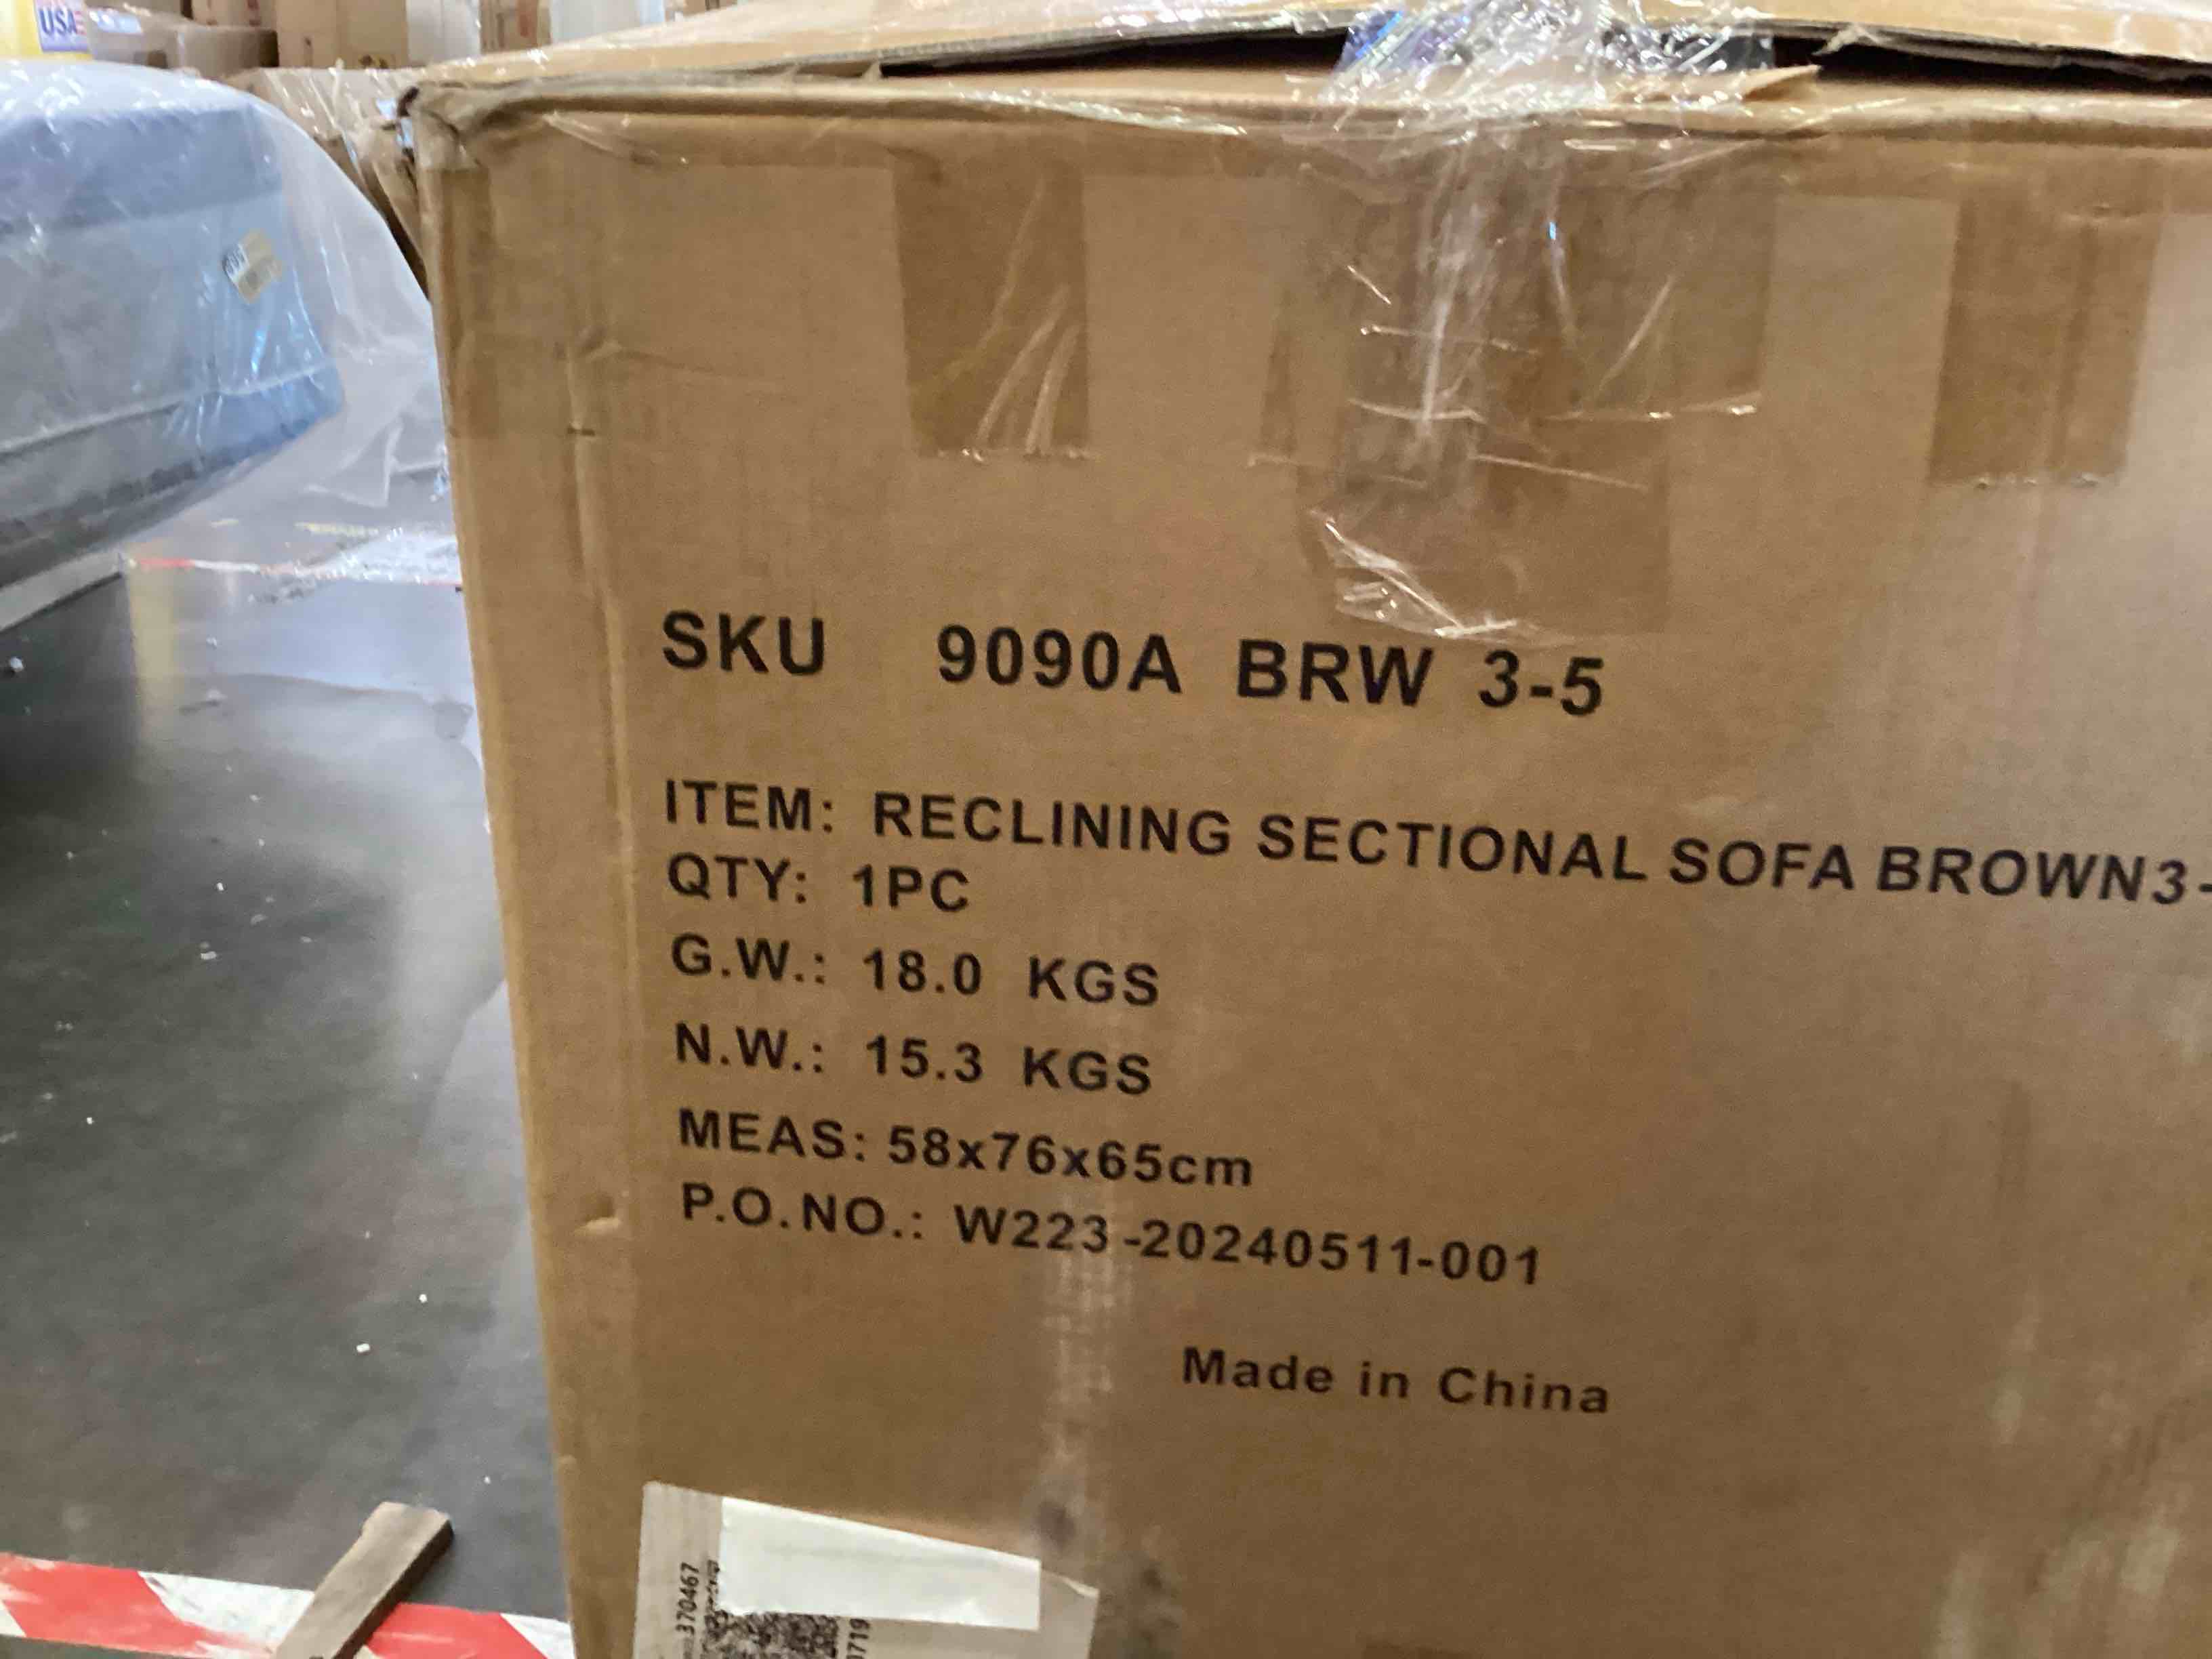 USA
SKU 9090A BRW 3-5
ITEM: RECLINING SECTIONAL SOFA BROWN3-
QTY: 1PC
G.W.: 18.0 KGS
N.W.: 15.3 KGS
MEAS: 58x76x65cm
P.O.NO.: W223-20240511-001
Made in China
370467